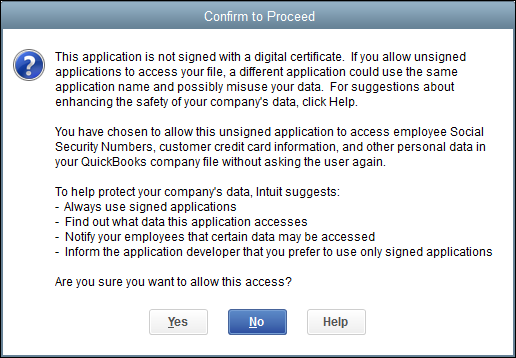 Confirm to Proceed
This application is not signed with a digital certificate.  If you allow unsigned
applications to access your file, a different application could use the same
application name and possibly misuse your data.  For suggestions about
enhancing the safety of your company's data, click Help.
You have chosen to allow this unsigned application to access employee Social
Security Numbers, customer credit card information, and other personal data in
your QuickBooks company file without asking the user again.
To help protect your company's data, Intuit suggests:
- Always use signed applications
- Find out what data this application accesses
- Notify your employees that certain data may be accessed
- Inform the application developer that you prefer to use only signed applications
Are you sure you want to allow this access?
Yes No Help